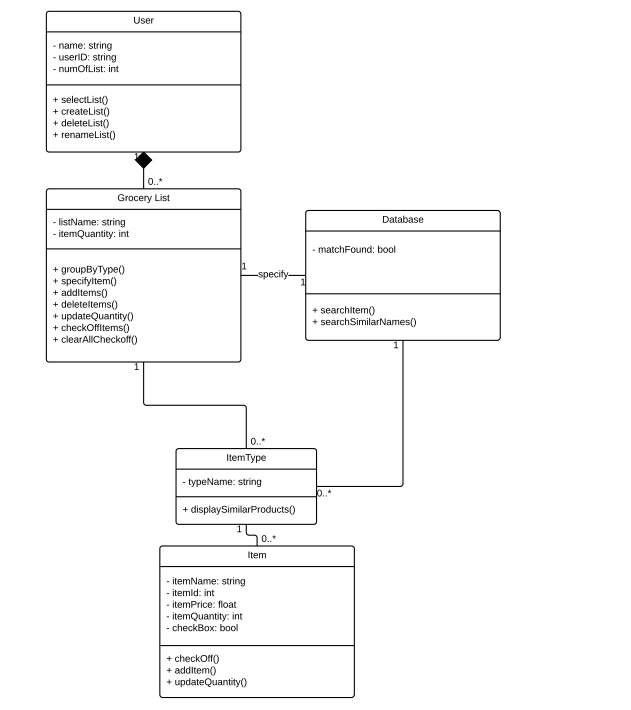 User
- name: string
- userID: string
- numOfList: int
+ selectList()
+ createList()
+ deleteList()
+ renameList()
1
0..*
Grocery List
- listName: string
- itemQuantity: int
+ groupByType()
+ specifyItem()
+ addItems()
+ deleteItems()
+ updateQuantity()
+ checkOffItems()
+ clearAllCheckoff()
1
specify
1
Database
- matchFound: bool
+ searchItem()
+ searchSimilarNames()
1
1
0..*
0..*
ItemType
- typeName: string
+ displaySimilarProducts()
1
0..*
Item
- itemName: string
- itemId: int
- itemPrice: float
- itemQuantity: int
- checkBox: bool
+ checkOff()
+ addItem()
+ updateQuantity()